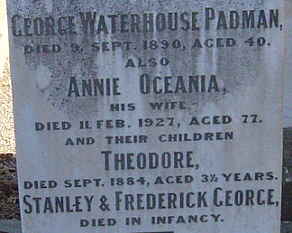 GEORGE WATERHOUSE PADMAN,
DIED 9, SEPT. 1890, AGED 40.
ALSO
ANNIE OCEANIA,
HIS WIFE
DIED 11 FEB. 1927, AGED 77.
AND THEIR CHILDREN
THEODORE,
DIED SEPT. 1884, AGED 3½ YEARS.
STANLEY & FREDERICK GEORGE,
DIED IN INFANCY.